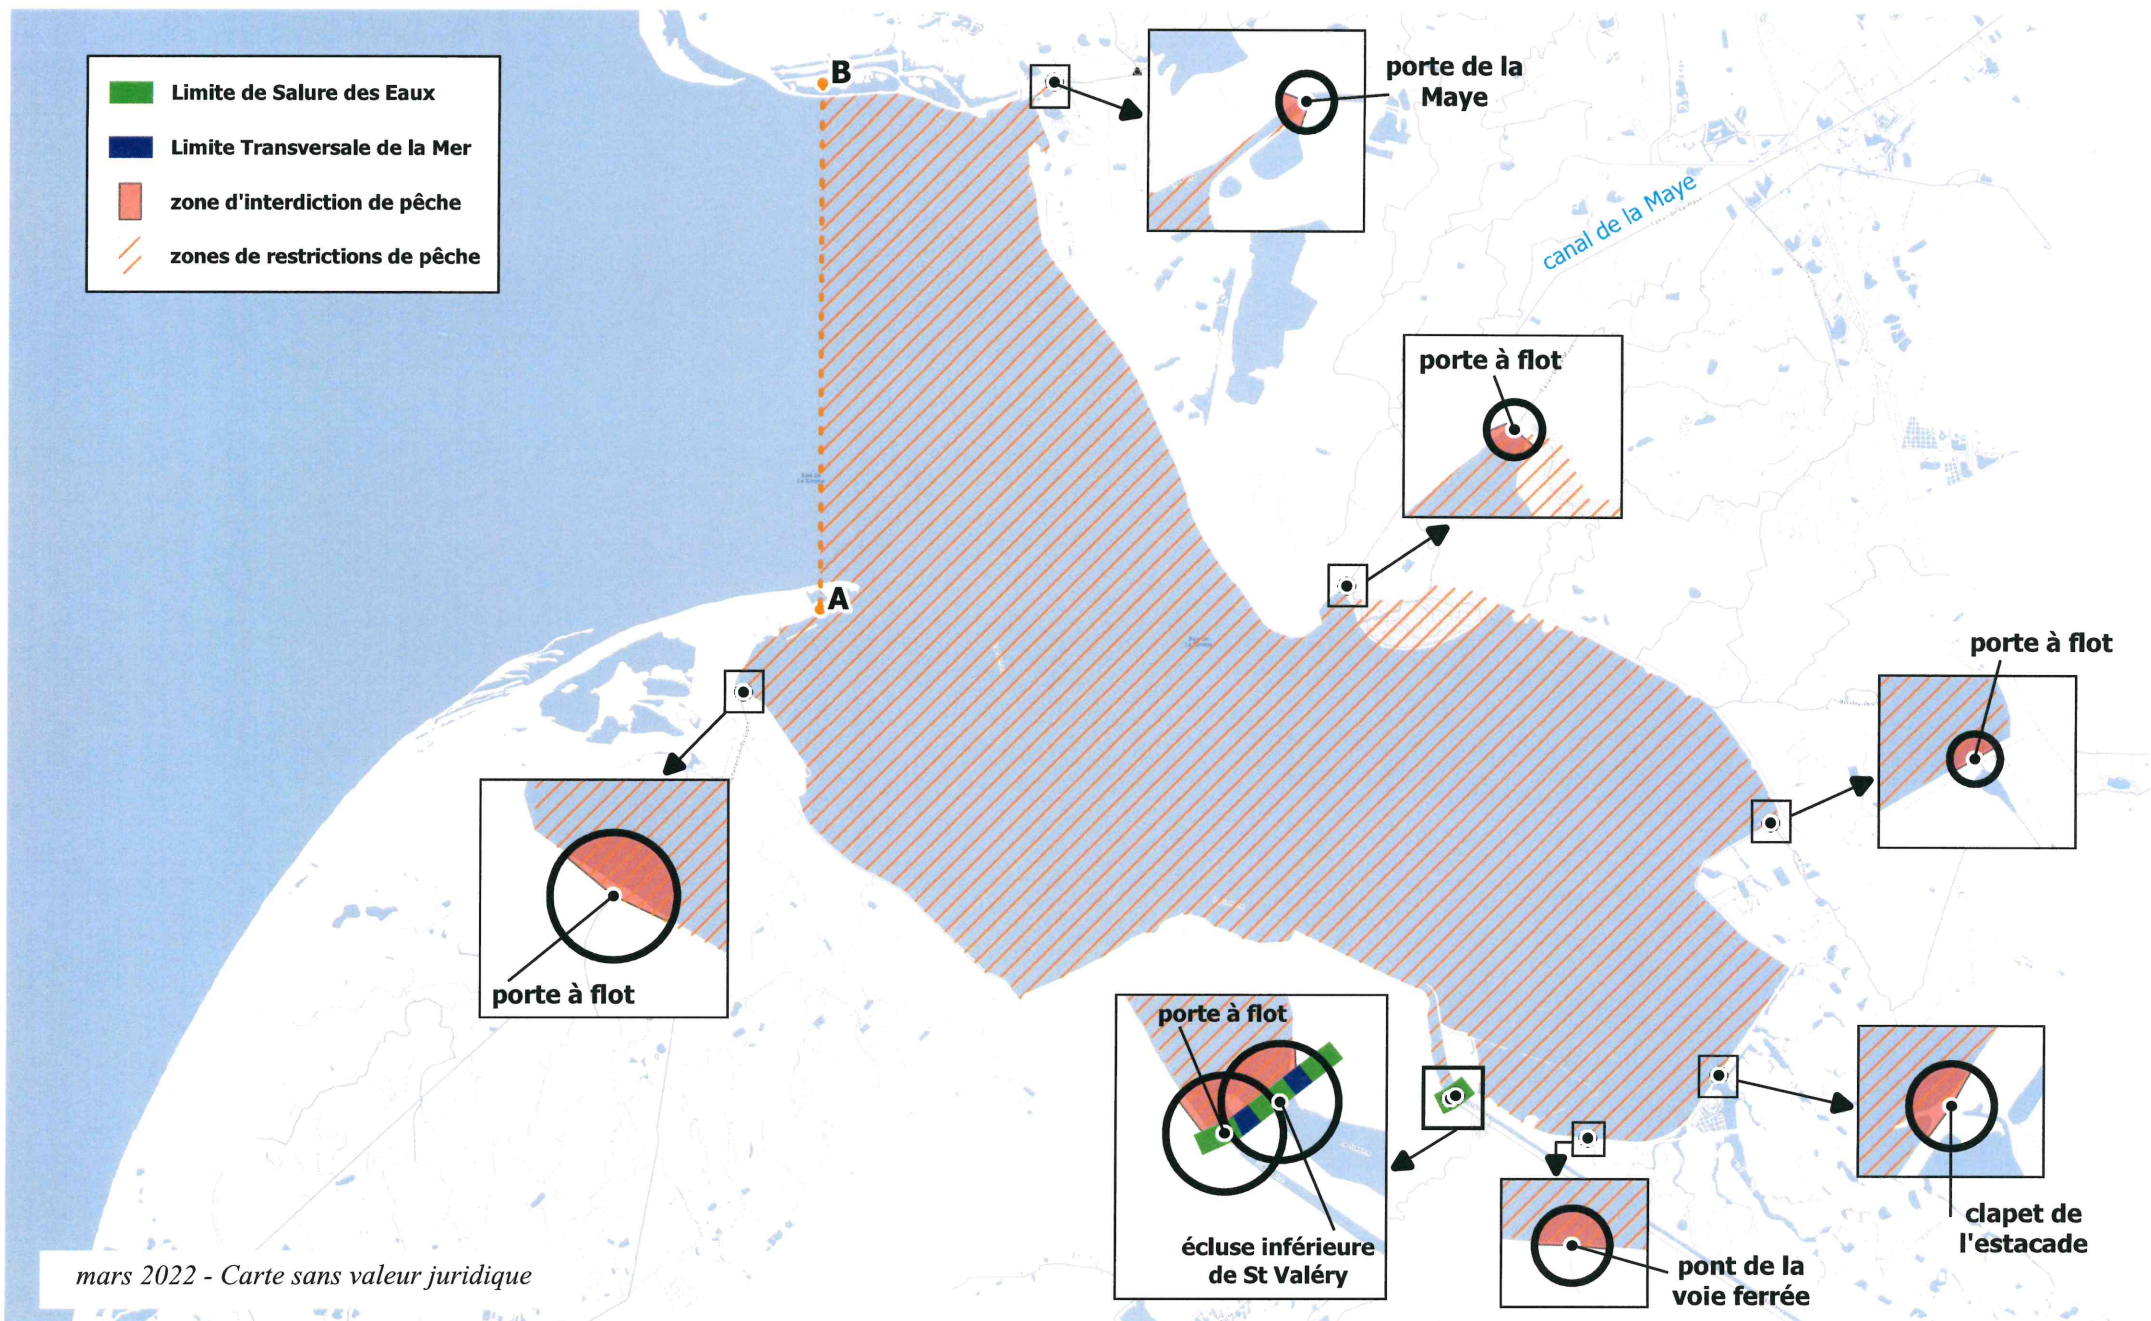 Limite de Salure des Eaux
Limite Transversale de la Mer
zone d'interdiction de pêche
zones de restrictions de pêche
B
porte de la
Maye
canal de la Maye
porte à flot
A
porte à flot
porte à flot
porte à flot
écluse inférieure
de St Valéry
pont de la
voie ferrée
clapet de
l'estacade
mars 2022 - Carte sans valeur juridique